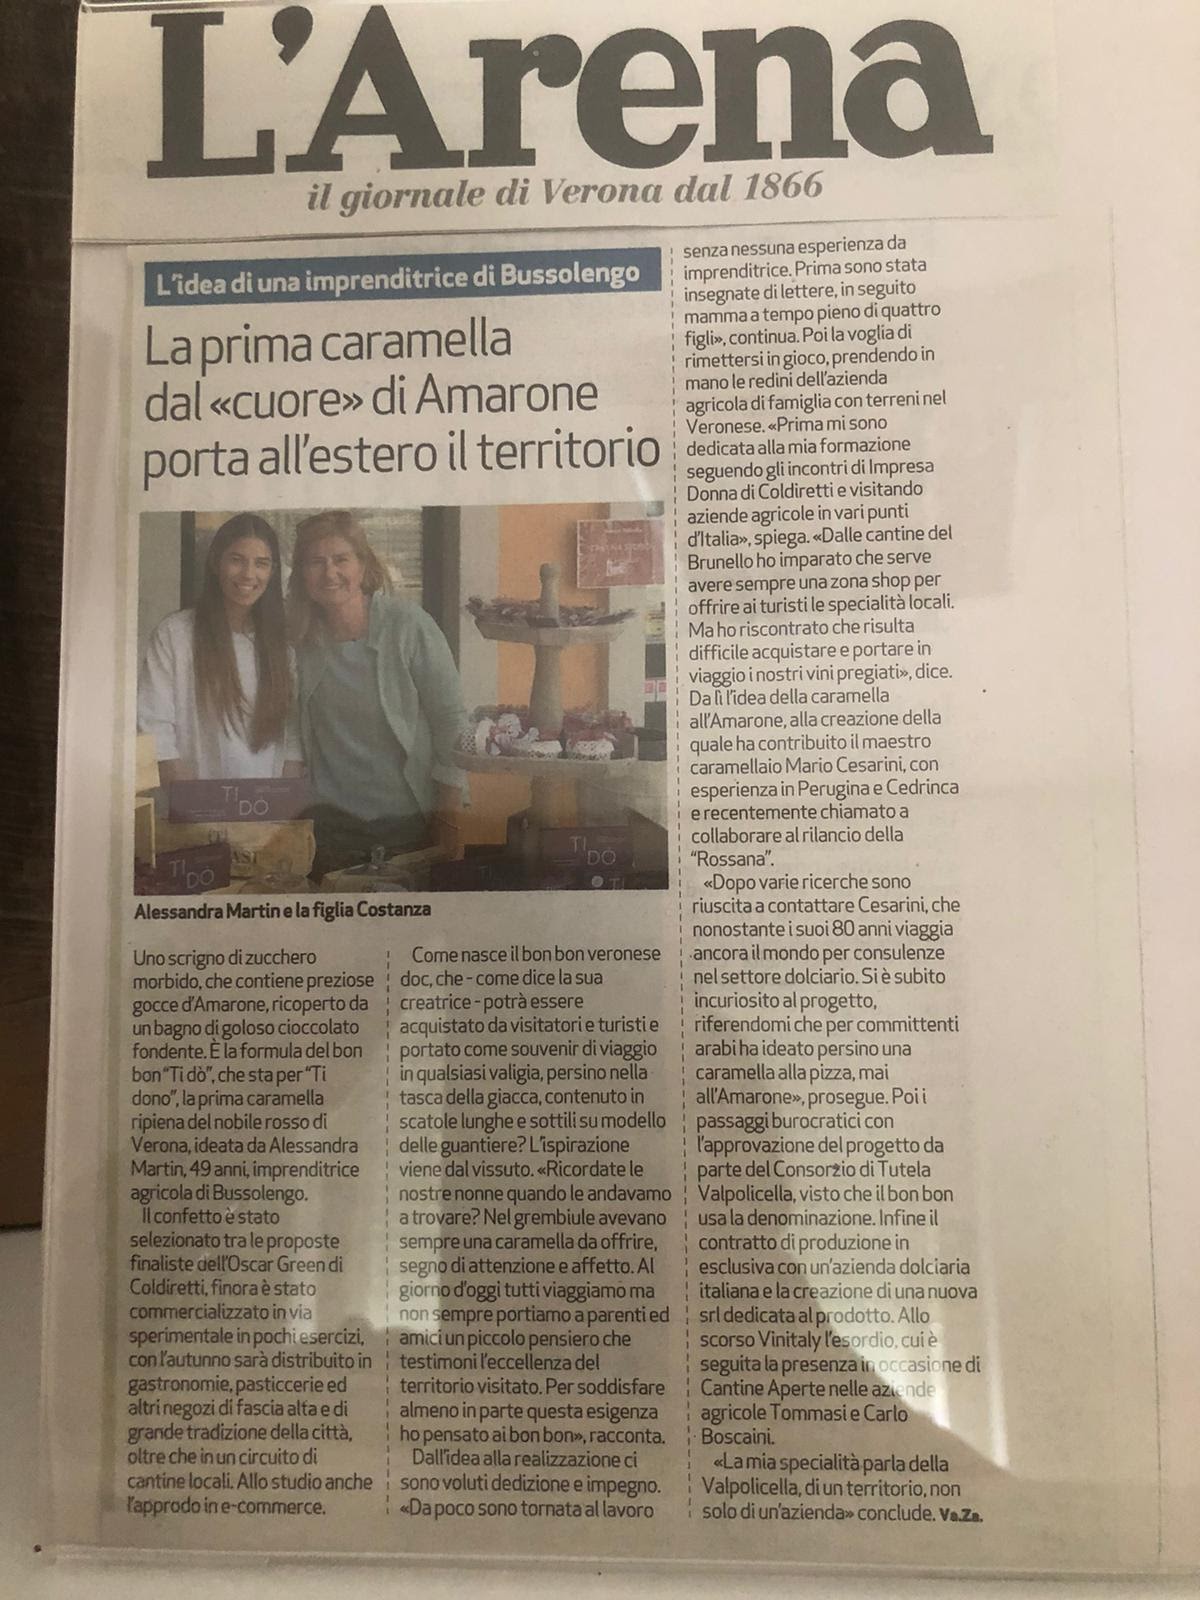 L'Arena
il giornale di Verona dal 1866
L'idea di una imprenditrice di Bussolengo
La prima caramella
dal «cuore» di Amarone
porta all'estero il territorio
TI
DÒ
TI
DÒ
TI
DÒ
Alessandra Martin e la figlia Costanza
Uno scrigno di zucchero
morbido, che contiene preziose
gocce d'Amarone, ricoperto da
un bagno di goloso cioccolato
fondente. È la formula del bon
bon "Ti dò", che sta per "Ti
dono", la prima caramella
ripiena del nobile rosso di
Verona, ideata da Alessandra
Martin, 49 anni, imprenditrice
agricola di Bussolengo.
Il confetto è stato
selezionato tra le proposte
finaliste dell'Oscar Green di
Coldiretti, finora è stato
commercializzato in via
sperimentale in pochi esercizi,
con l'autunno sarà distribuito in
gastronomie, pasticcerie ed
altri negozi di fascia alta e di
grande tradizione della città,
oltre che in un circuito di
cantine locali. Allo studio anche
l'approdo in e-commerce.
Come nasce il bon bon veronese
doc, che - come dice la sua
creatrice - potrà essere
acquistato da visitatori e turisti e
portato come souvenir di viaggio
in qualsiasi valigia, persino nella
tasca della giacca, contenuto in
scatole lunghe e sottili su modello
delle guantiere? L'ispirazione
viene dal vissuto. «Ricordate le
nostre nonne quando le andavamo
a trovare? Nel grembiule avevano
sempre una caramella da offrire,
segno di attenzione e affetto. Al
giorno d'oggi tutti viaggiamo ma
non sempre portiamo a parenti ed
amici un piccolo pensiero che
testimoni l'eccellenza del
territorio visitato. Per soddisfare
almeno in parte questa esigenza
ho pensato ai bon bon», racconta.
Dall'idea alla realizzazione ci
sono voluti dedizione e impegno.
«Da poco sono tornata al lavoro
senza nessuna esperienza da
imprenditrice. Prima sono stata
insegnate di lettere, in seguito
mamma a tempo pieno di quattro
figli», continua. Poi la voglia di
rimettersi in gioco, prendendo in
mano le redini dell'azienda
agricola di famiglia con terreni nel
Veronese. «Prima mi sono
dedicata alla mia formazione
seguendo gli incontri di Impresa
Donna di Coldiretti e visitando
aziende agricole in vari punti
d'Italia», spiega. «Dalle cantine del
Brunello ho imparato che serve
avere sempre una zona shop per
offrire ai turisti le specialità locali.
Ma ho riscontrato che risulta
difficile acquistare e portare in
viaggio i nostri vini pregiati», dice.
Da lì l'idea della caramella
all'Amarone, alla creazione della
quale ha contribuito il maestro
caramellaio Mario Cesarini, con
esperienza in Perugina e Cedrinca
e recentemente chiamato a
collaborare al rilancio della
"Rossana".
«Dopo varie ricerche sono
riuscita a contattare Cesarini, che
nonostante i suoi 80 anni viaggia
ancora il mondo per consulenze
nel settore dolciario. Si è subito
incuriosito al progetto,
riferendomi che per committenti
arabi ha ideato persino una
caramella alla pizza, mai
all'Amarone», prosegue. Poi i
passaggi burocratici con
l'approvazione del progetto da
parte del Consorzio di Tutela
Valpolicella, visto che il bon bon
usa la denominazione. Infine il
contratto di produzione in
esclusiva con un'azienda dolciaria
italiana e la creazione di una nuova
srl dedicata al prodotto. Allo
scorso Vinitaly l'esordio, cui è
seguita la presenza in occasione di
Cantine Aperte nelle aziende
agricole Tommasi e Carlo
Boscaini.
«La mia specialità parla della
Valpolicella, di un territorio, non
solo di un'azienda» conclude. Va.Za.